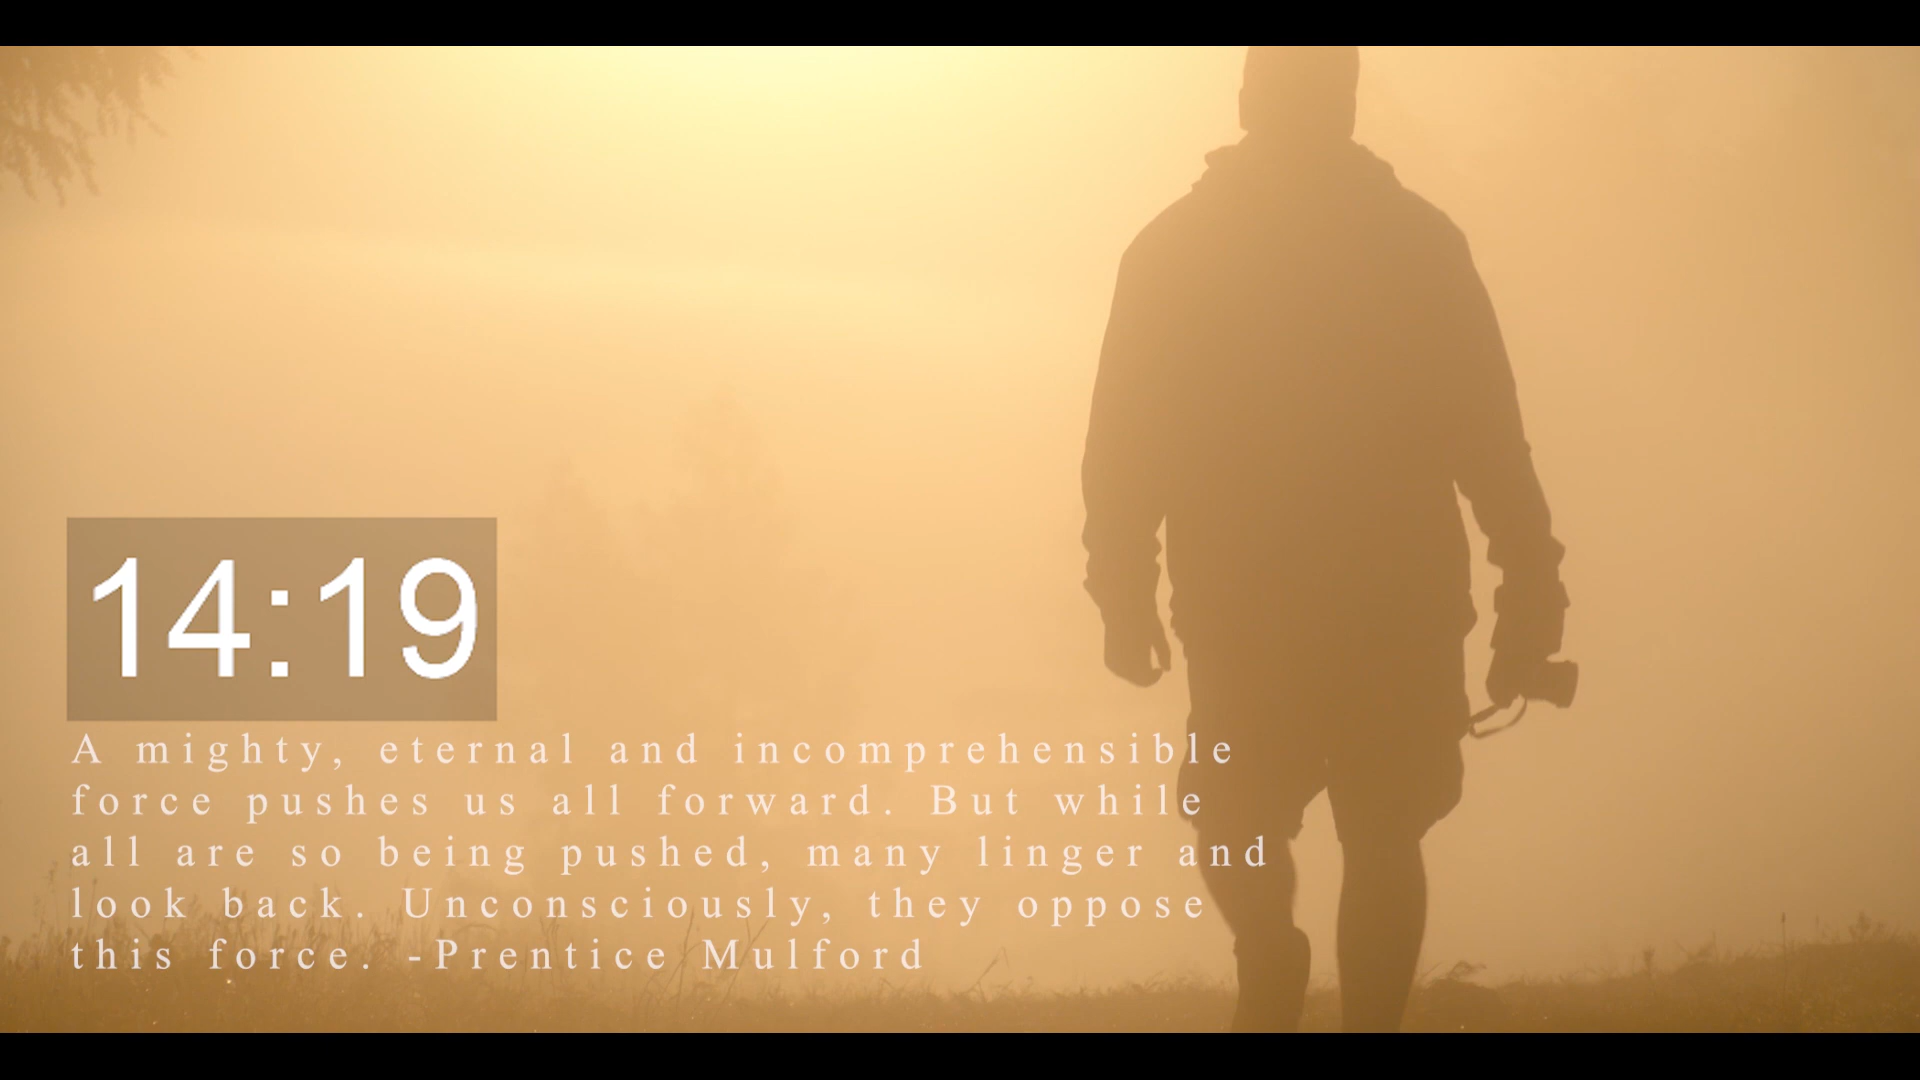 14:19
A mighty, eternal and incomprehensible
force pushes us all forward. But while
all are so being pushed, many linger and
look back. Unconsciously, they oppose
this force. -Prentice Mulford